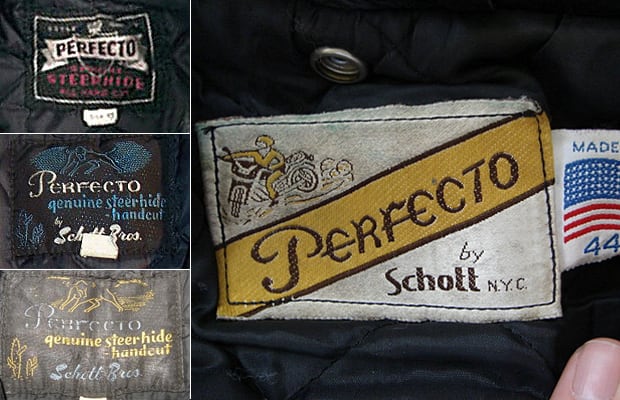 PERFECTO
GENUINE
STEERHIDE
ALL HAND CUT
Perfecto
genuine steerhide
-handcut
by
Schott Bros.
Perfecto
genuine steerhide
-handcut
Schott Bros.
Perfecto
by
Schott N.Y.C.
MADE
44